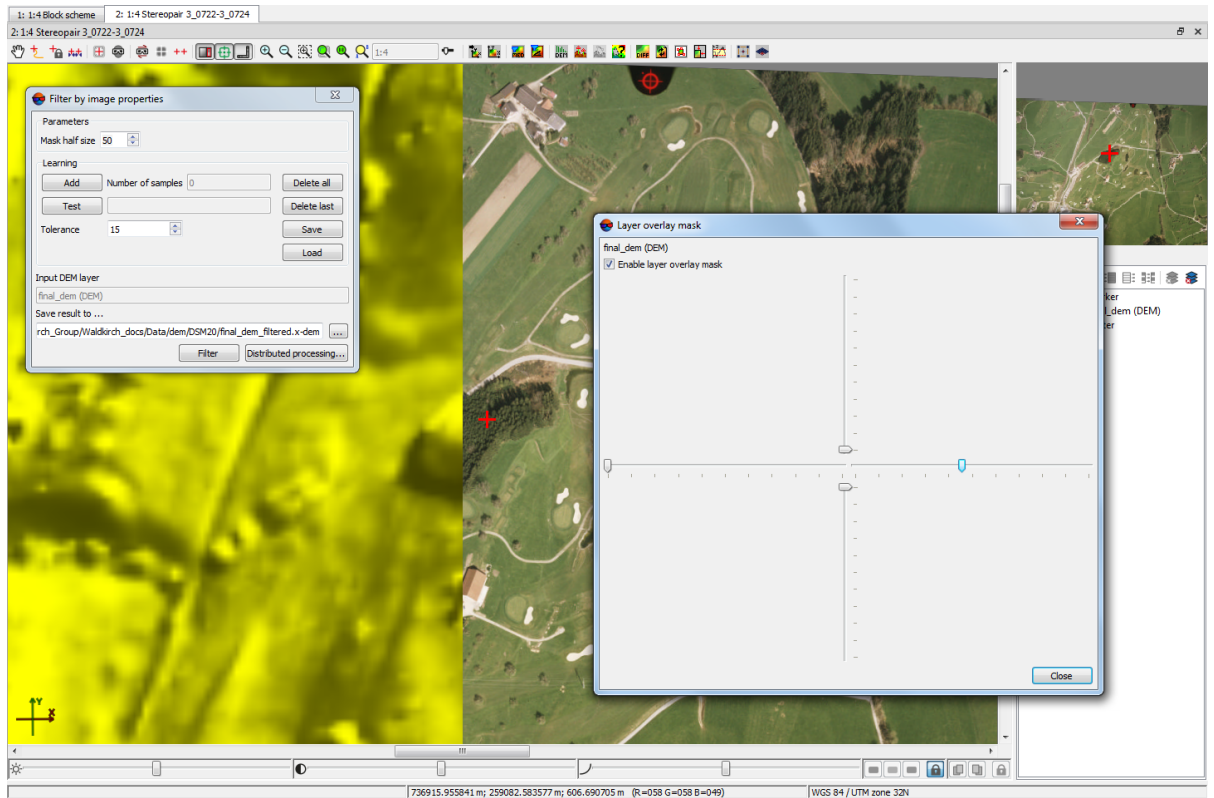 1: 1:4 Block scheme
2: 1:4 Stereopair 3_0722-3_0724
2: 1:4 Stereopair 3_0722-3_0724
1:4
DEM
DIFF
Filter by image properties
Parameters
Mask half size 50
Learning
Add Number of samples 0 Delete all
Test Delete last
Tolerance 15 Save
Load
Input DEM layer
final_dem (DEM)
Save result to ...
rch_Group/Waldkirch_docs/Data/dem/DSM20/final_dem_filtered.x-dem ...
Filter Distributed processing...
Layer overlay mask
final_dem (DEM)
Enable layer overlay mask
Close
rker
l_dem (DEM)
er
Y
X
736915.955841 m; 259082.583577 m; 606.690705 m (R=058 G=058 B=049)
WGS 84 / UTM zone 32N